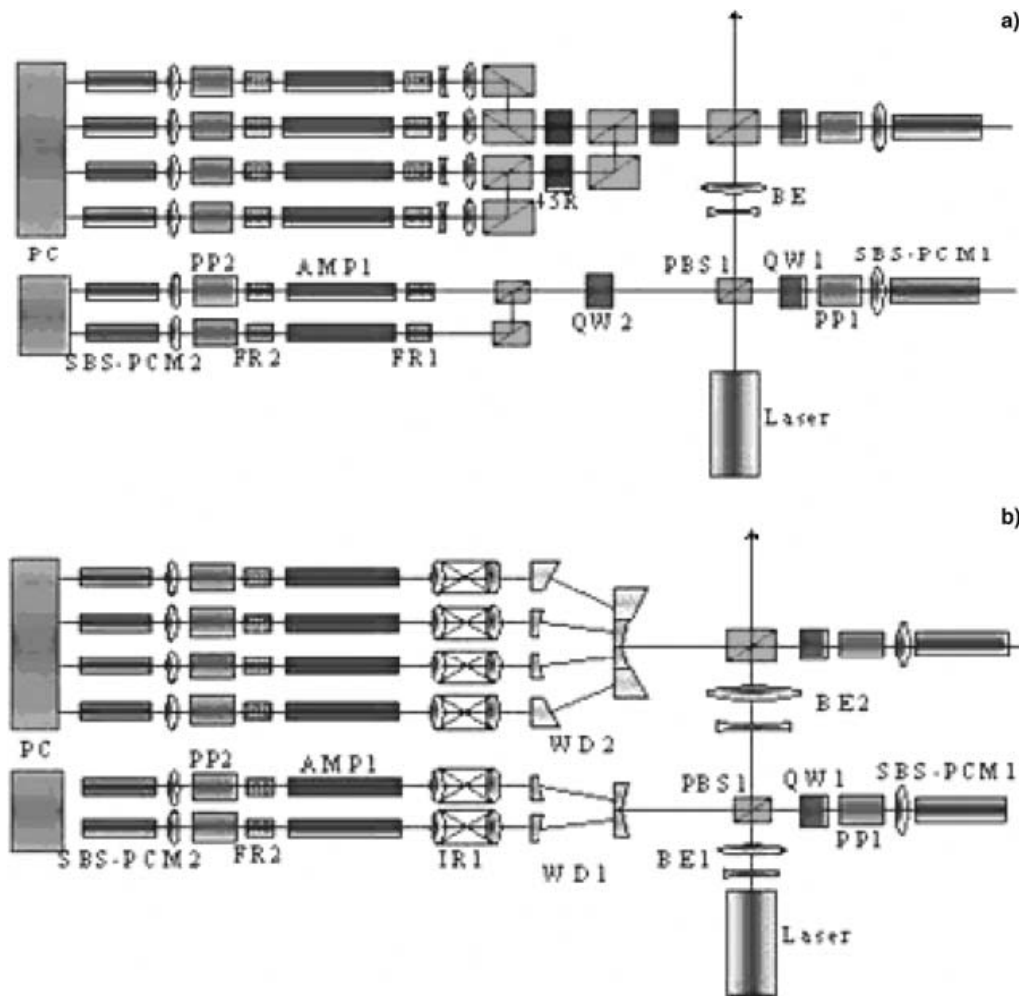 a)
45R
BE
PC
PP2
AMP1
PBS1
QW1
SBS-PCM1
QW2
PP1
SBS-PCM2
FR2
FR1
Laser
b)
BE2
PC
WD2
PP2
AMP1
PBS1
QW1
SBS-PCM1
SBS-PCM2
FR2
IR1
WD1
BE1
PP1
Laser